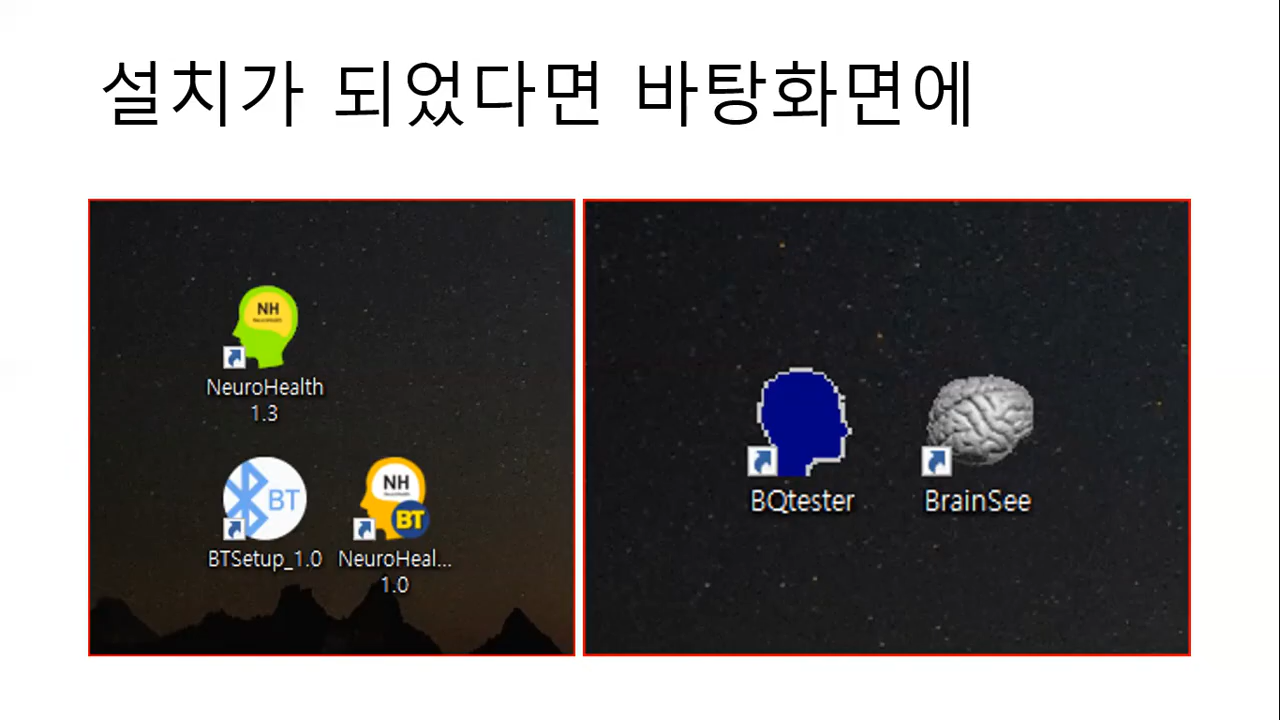 설치가 되었다면 바탕화면에
NH
NeuroHealth
1.3
BT
BTSetup_1.0
NH
BT
NeuroHeal...
1.0
BQtester
BrainSee